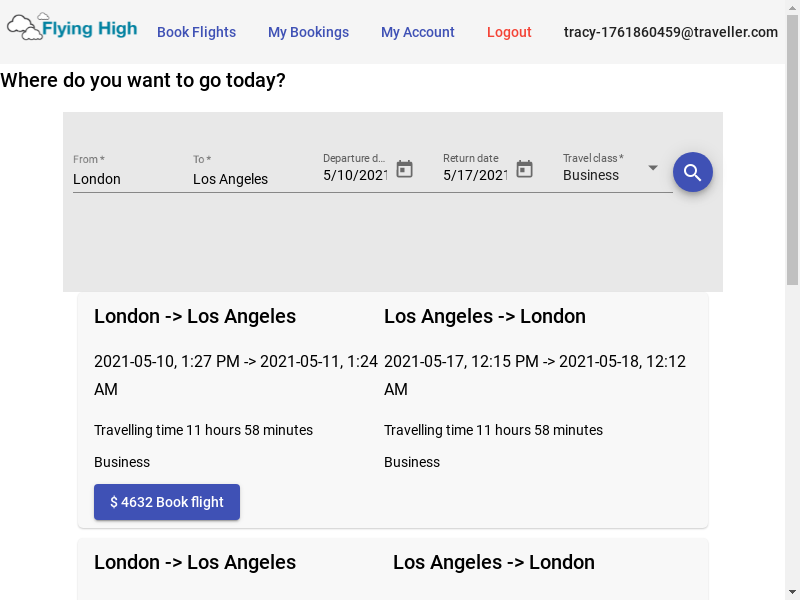 Flying High
Book Flights My Bookings My Account Logout tracy-1761860459@traveller.com
Where do you want to go today?
From * To * Departure d... Return date Travel class *
London Los Angeles 5/10/2021 5/17/2021 Business
London -> Los Angeles Los Angeles -> London
2021-05-10, 1:27 PM -> 2021-05-11, 1:24 2021-05-17, 12:15 PM -> 2021-05-18, 12:12
AM AM
Travelling time 11 hours 58 minutes Travelling time 11 hours 58 minutes
Business Business
$ 4632 Book flight
London -> Los Angeles Los Angeles -> London